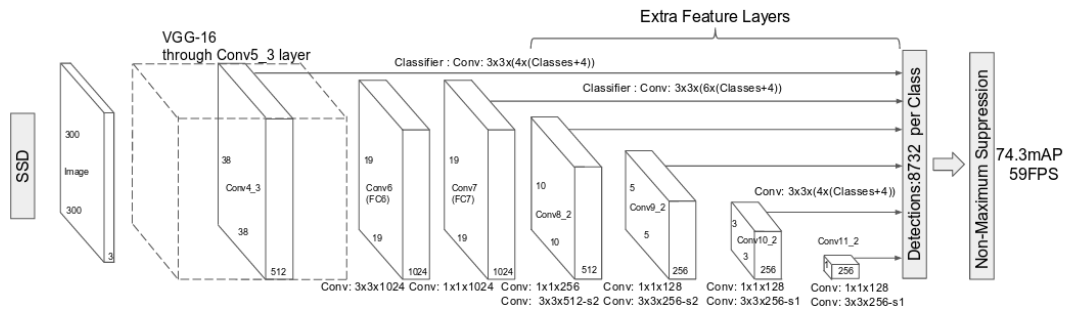 Extra Feature Layers
VGG-16
through Conv5_3 layer
Classifier : Conv: 3x3x(4x(Classes+4))
Classifier : Conv: 3x3x(6x(Classes+4))
SSD
300
Image
300
3
38
Conv4_3
38
512
19
Conv6
(FC6)
19
1024
19
Conv7
(FC7)
19
1024
10
Conv8_2
10
512
5
Conv9_2
5
256
Conv: 3x3x(4x(Classes+4))
3
Conv10_2
3
256
Conv11_2
1
256
Detections:8732 per Class
Non-Maximum Suppression
74.3mAP
59FPS
Conv: 3x3x1024
Conv: 1x1x1024
Conv: 1x1x256
Conv: 3x3x512-s2
Conv: 1x1x128
Conv: 3x3x256-s2
Conv: 1x1x128
Conv: 3x3x256-s1
Conv: 1x1x128
Conv: 3x3x256-s1